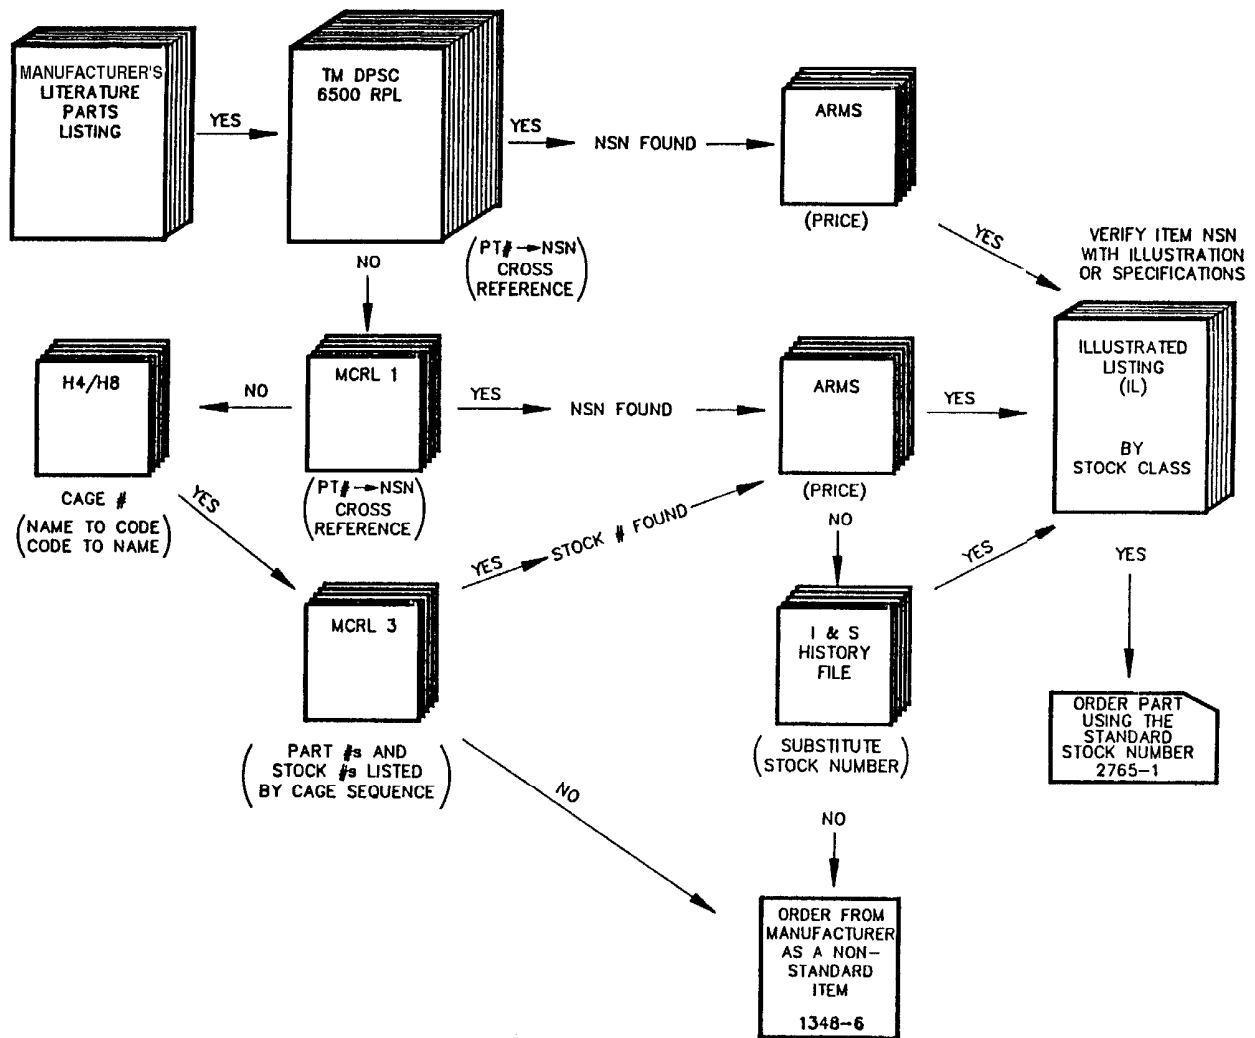 MANUFACTURER'S
LITERATURE
PARTS
LISTING
YES
TM DPSC
6500 RPL
YES
NSN FOUND
ARMS
(PRICE)
YES
VERIFY ITEM NSN
WITH ILLUSTRATION
OR SPECIFICATIONS
NO
(PT#→NSN
CROSS
REFERENCE)
H4/H8
NO
MCRL 1
YES
NSN FOUND
ARMS
YES
ILLUSTRATED
LISTING
(IL)
BY
STOCK CLASS
CAGE #
(NAME TO CODE
CODE TO NAME)
YES
(PT#→NSN
CROSS
REFERENCE)
(PRICE)
YES
STOCK # FOUND
NO
YES
YES
MCRL 3
I & S
HISTORY
FILE
ORDER PART
USING THE
STANDARD
STOCK NUMBER
2765-1
(PART #s AND
STOCK #s LISTED
BY CAGE SEQUENCE)
(SUBSTITUTE
STOCK NUMBER)
NO
NO
ORDER FROM
MANUFACTURER
AS A NON-
STANDARD
ITEM
1348-6